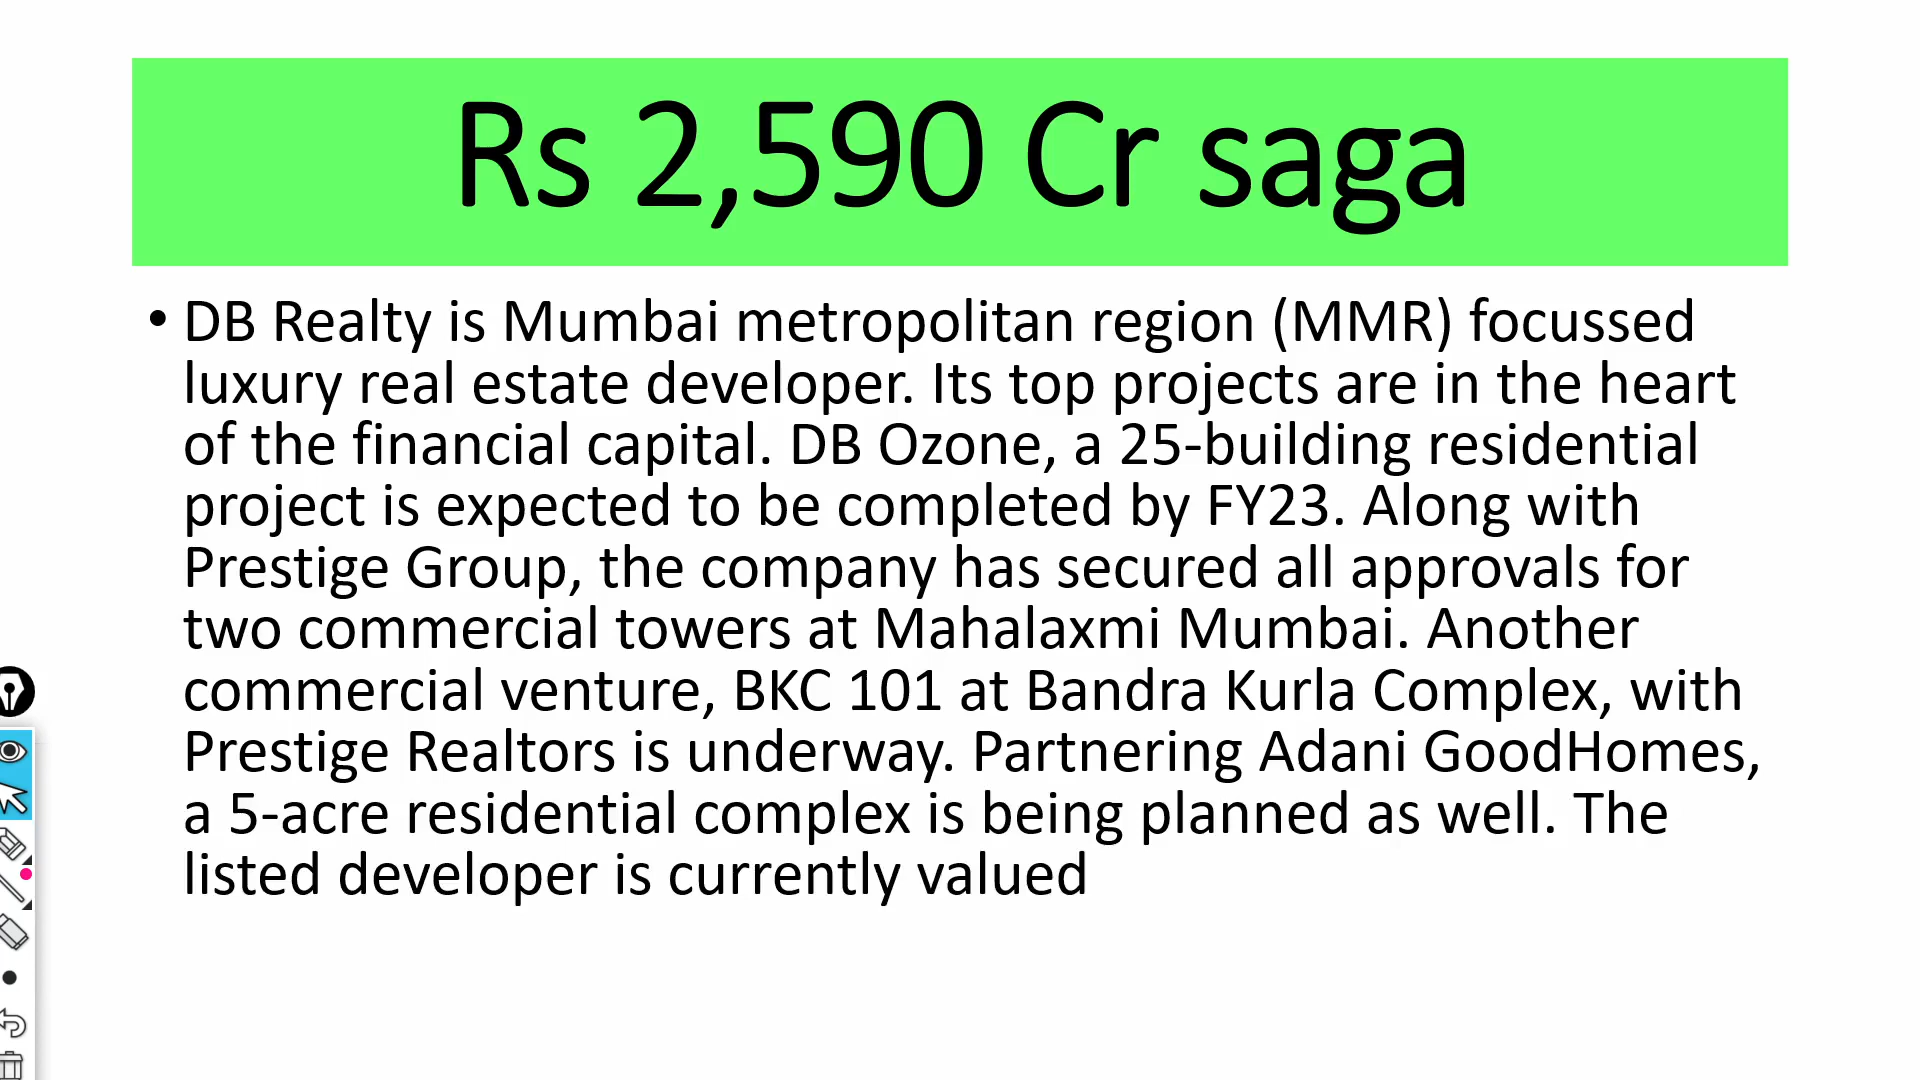 Rs 2,590 Cr saga
• DB Realty is Mumbai metropolitan region (MMR) focussed
luxury real estate developer. Its top projects are in the heart
of the financial capital. DB Ozone, a 25-building residential
project is expected to be completed by FY23. Along with
Prestige Group, the company has secured all approvals for
two commercial towers at Mahalaxmi Mumbai. Another
commercial venture, BKC 101 at Bandra Kurla Complex, with
Prestige Realtors is underway. Partnering Adani GoodHomes,
a 5-acre residential complex is being planned as well. The
listed developer is currently valued